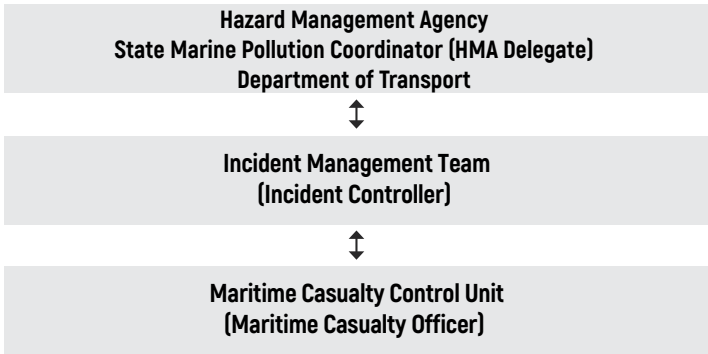 Hazard Management Agency
State Marine Pollution Coordinator (HMA Delegate)
Department of Transport
Incident Management Team
(Incident Controller)
Maritime Casualty Control Unit
(Maritime Casualty Officer)